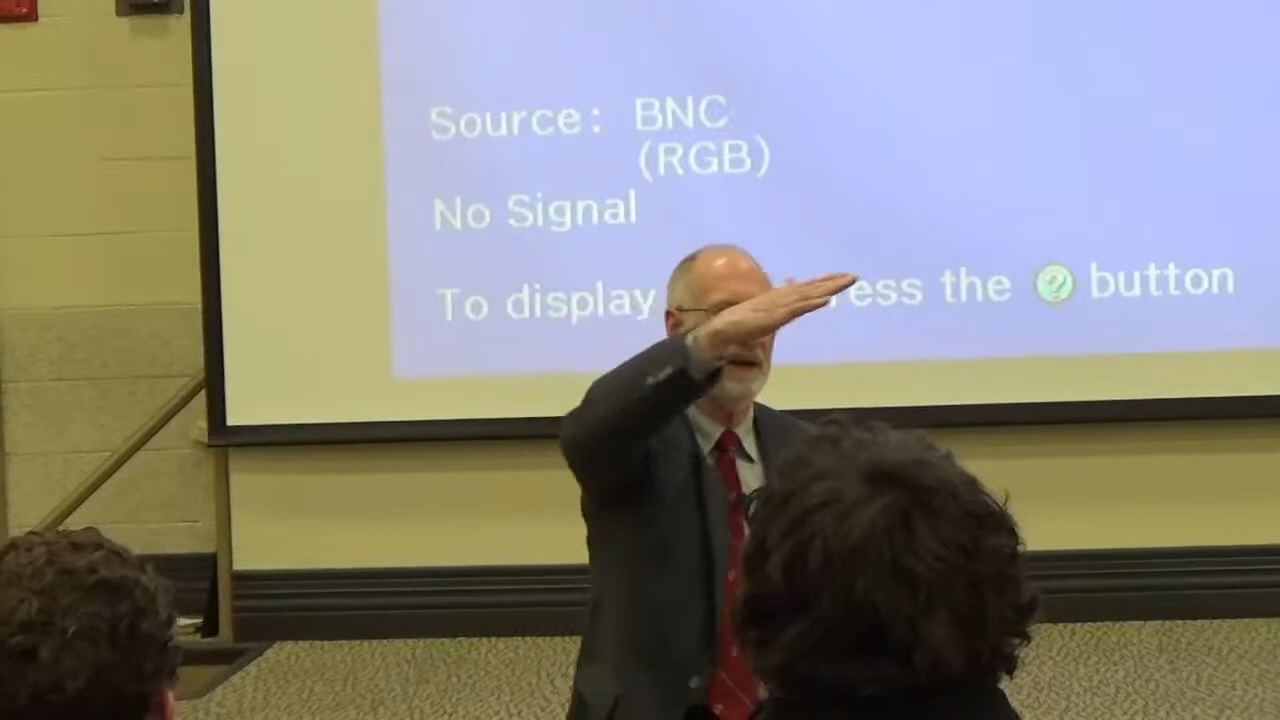 Source: BNC
(RGB)
No Signal
To display ress the ? button